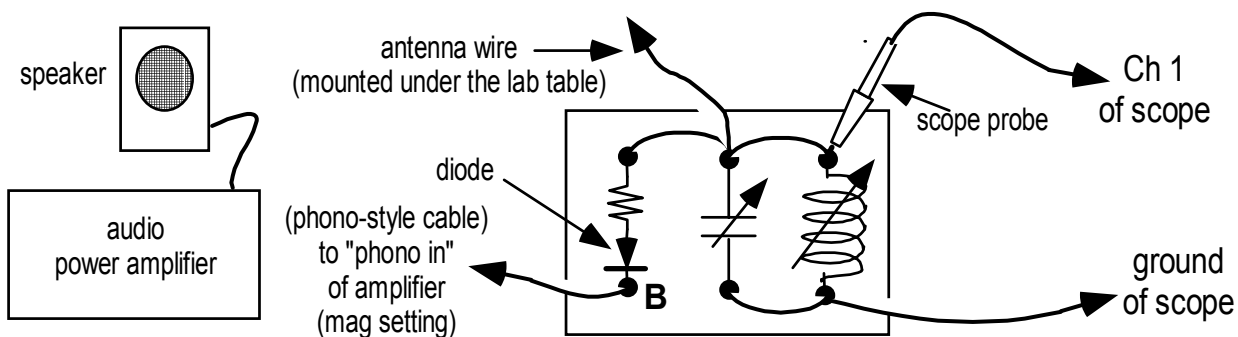 speaker
audio
power amplifier
antenna wire
(mounted under the lab table)
diode
(phono-style cable)
to "phono in"
of amplifier
(mag setting)
B
scope probe
Ch 1
of scope
ground
of scope